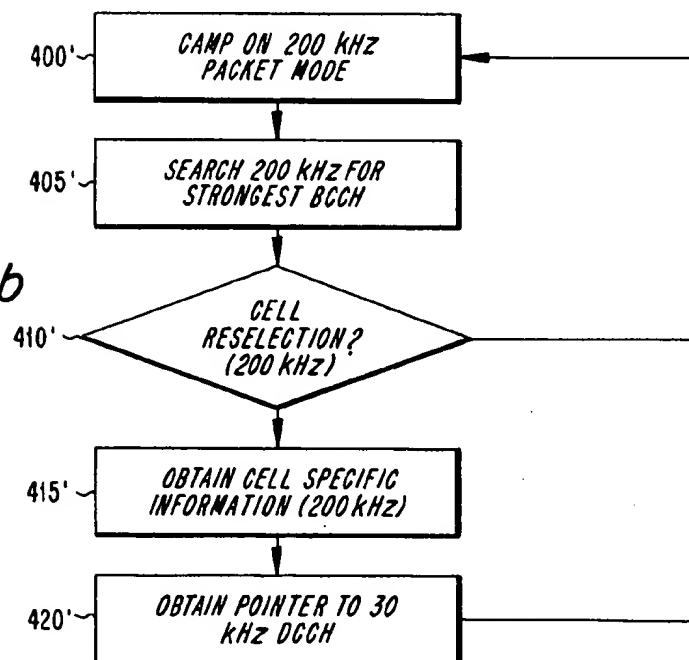 400'
CAMP ON 200 kHz
PACKET MODE
405'
SEARCH 200 kHz FOR
STRONGEST BCCH
b
410'
CELL
RESELECTION?
(200 kHz)
415'
OBTAIN CELL SPECIFIC
INFORMATION (200 kHz)
420'
OBTAIN POINTER TO 30
kHz DCCH